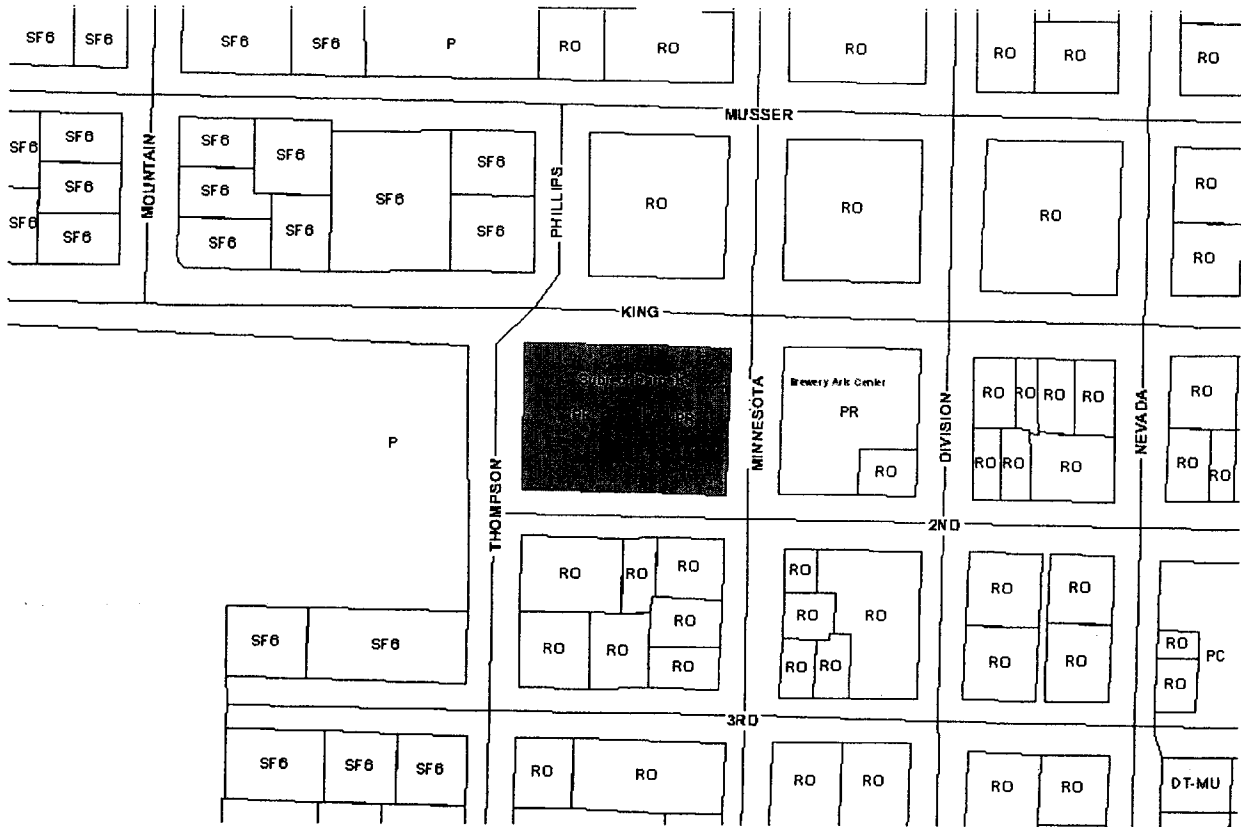 SF6 SF6 SF6 SF6 P RO RO RO RO RO RO
MUSSER
SF6 SF6 SF6 SF6 SF6
MOUNTAIN
SF6 SF6 SF6 PHILLIPS RO RO RO RO
SF6 SF6 SF6 SF6 SF6 RO
KING
Brewery Arts Center
P PR
THOMPSON MINNESOTA DIVISION NEVADA
RO RO RO RO RO
RO RO RO RO RO RO
2ND
RO RO RO RO RO RO
SF6 SF6 RO RO RO RO RO RO RO PC
RO RO RO RO RO RO
3RD
SF6 SF6 SF6 RO RO RO RO RO RO DT-MU